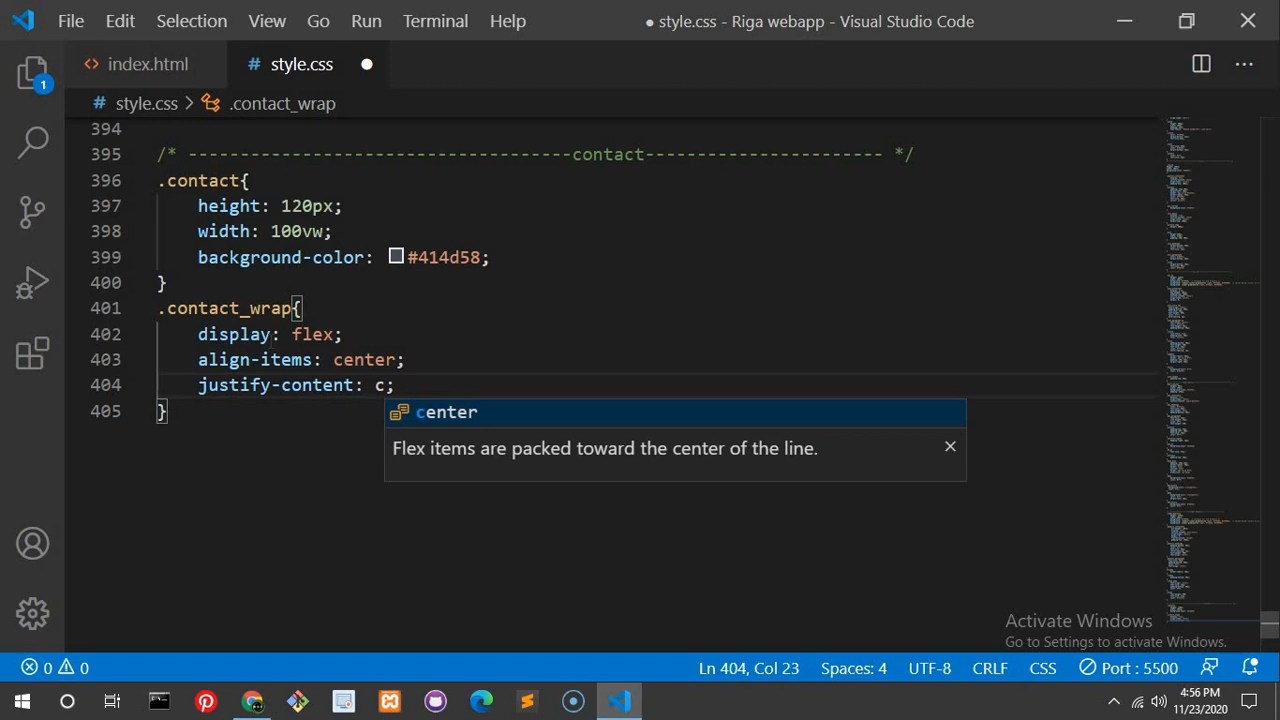 File Edit Selection View Go Run Terminal Help ● style.css - Riga webapp - Visual Studio Code
<> index.html # style.css ●
# style.css > .contact_wrap
394
395 /* -------------------------------------contact----------------------- */
396 .contact{
397 height: 120px;
398 width: 100vw;
399 background-color: #414d58;
400 }
401 .contact_wrap{
402 display: flex;
403 align-items: center;
404 justify-content: c;
405 }
center
Flex items are packed toward the center of the line.
1
Activate Windows
Go to Settings to activate Windows.
0 0 Ln 404, Col 23 Spaces: 4 UTF-8 CRLF CSS Port : 5500
4:56 PM
11/23/2020